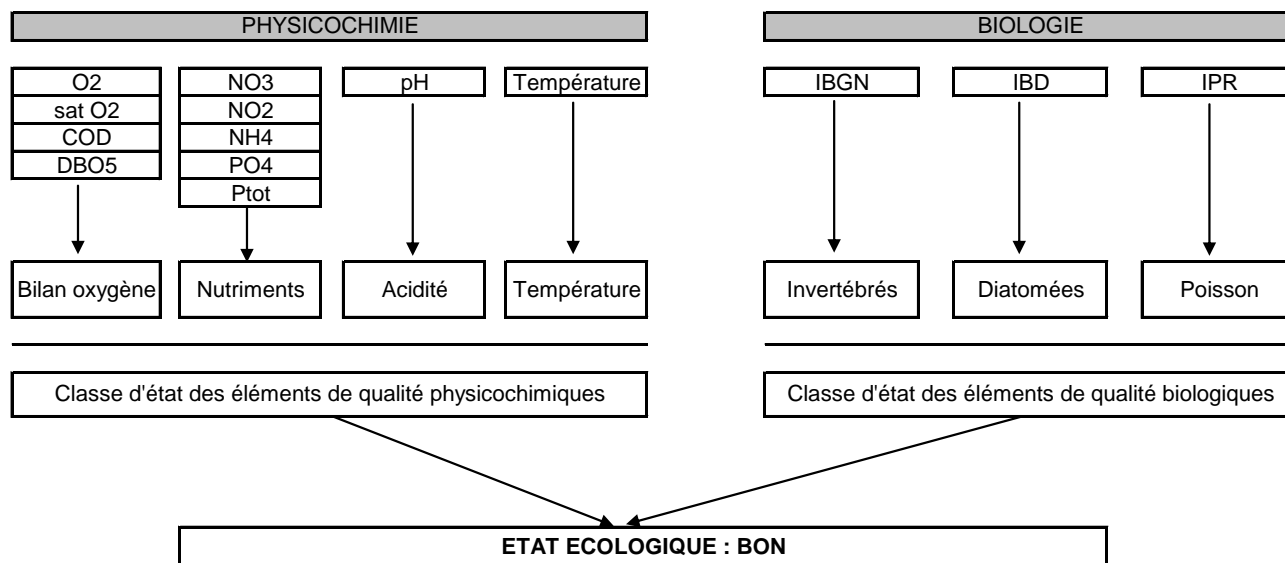 PHYSICOCHIMIE
O2
sat O2
COD
DBO5
NO3
NO2
NH4
PO4
Ptot
pH
Température
Bilan oxygène
Nutriments
Acidité
Température
Classe d'état des éléments de qualité physicochimiques
BIOLOGIE
IBGN
IBD
IPR
Invertébrés
Diatomées
Poisson
Classe d'état des éléments de qualité biologiques
ETAT ECOLOGIQUE : BON